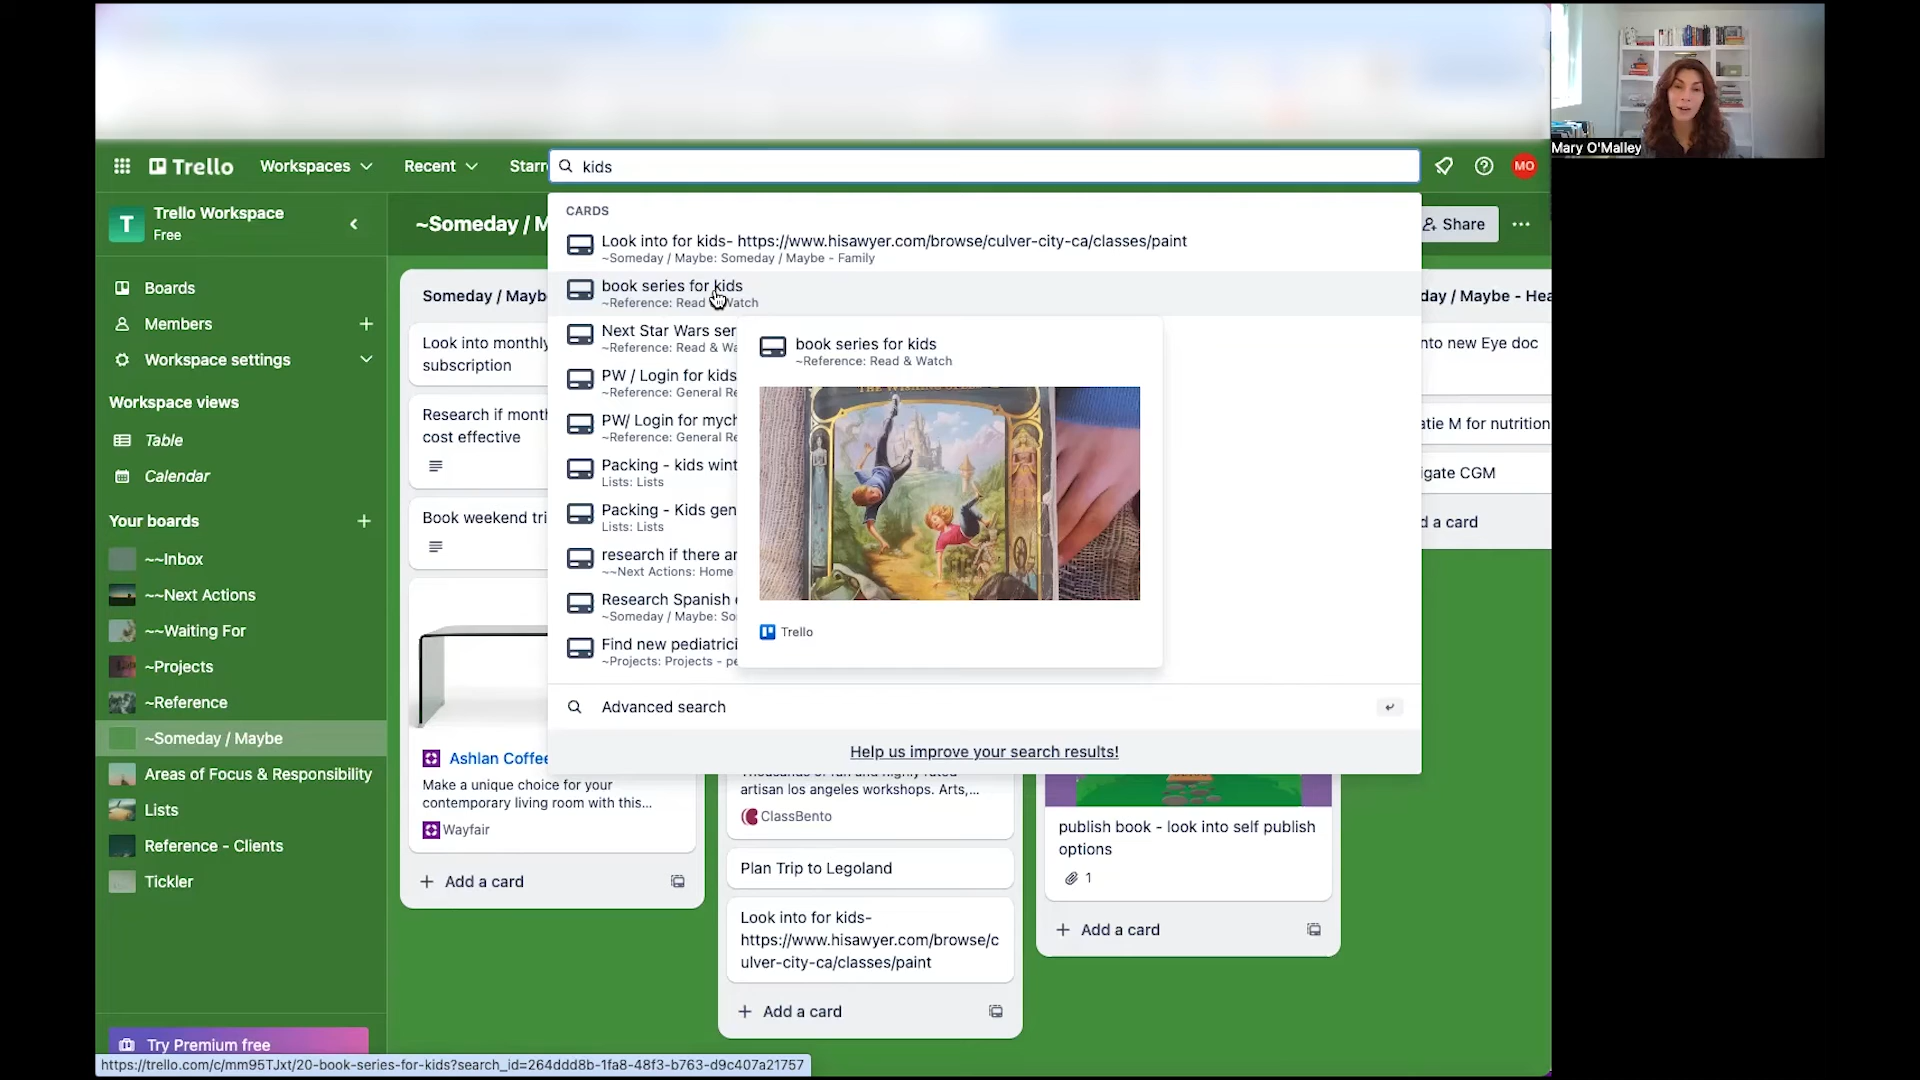 Mary O'Malley
Trello
Workspaces
Recent
Starr
kids
MO
T
Trello Workspace
Free
~Someday / M
Share
CARDS
Look into for kids- https://www.hisawyer.com/browse/culver-city-ca/classes/paint
~Someday / Maybe: Someday / Maybe - Family
book series for kids
~Reference: Read Watch
Next Star Wars ser
~Reference: Read & Wa
PW / Login for kids
~Reference: General Re
PW/ Login for mych
~Reference: General Re
Packing - kids wint
Lists: Lists
Packing - Kids gen
Lists: Lists
research if there ar
~~Next Actions: Home
Research Spanish
~Someday / Maybe: So
Find new pediatrici
~Projects: Projects - pe
book series for kids
~Reference: Read & Watch
Trello
Advanced search
Help us improve your search results!
Boards
Members
Workspace settings
Workspace views
Table
Calendar
Your boards
~~Inbox
~~Next Actions
~~Waiting For
~Projects
~Reference
~Someday / Maybe
Areas of Focus & Responsibility
Lists
Reference - Clients
Tickler
Try Premium free
Someday / Mayb
Look into monthly
subscription
Research if month
cost effective
Book weekend tri
Ashlan Coffee
Make a unique choice for your
contemporary living room with this...
Wayfair
Add a card
artisan los angeles workshops. Arts,...
ClassBento
Plan Trip to Legoland
Look into for kids-
https://www.hisawyer.com/browse/c
ulver-city-ca/classes/paint
Add a card
publish book - look into self publish
options
1
Add a card
day / Maybe - Hea
nto new Eye doc
atie M for nutrition
igate CGM
d a card
https://trello.com/c/mm95TJxt/20-book-series-for-kids?search_id=264ddd8b-1fa8-48f3-b763-d9c407a21757